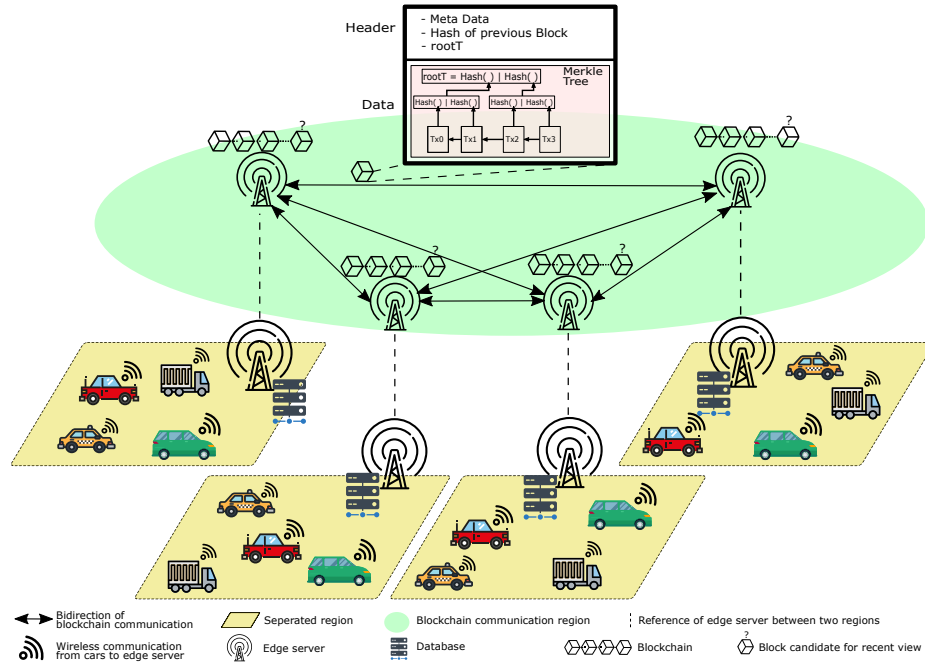 Header
- Meta Data
- Hash of previous Block
- rootT
Data
Merkle
Tree
rootT = Hash( ) | Hash( )
Hash( ) | Hash( )
Hash( ) | Hash( )
Tx0
Tx1
Tx2
Tx3
?
?
?
?
Bidirection of
blockchain communication
Seperated region
Blockchain communication region
Reference of edge server between two regions
Wireless communication
from cars to edge server
Edge server
Database
Blockchain
?
Block candidate for recent view